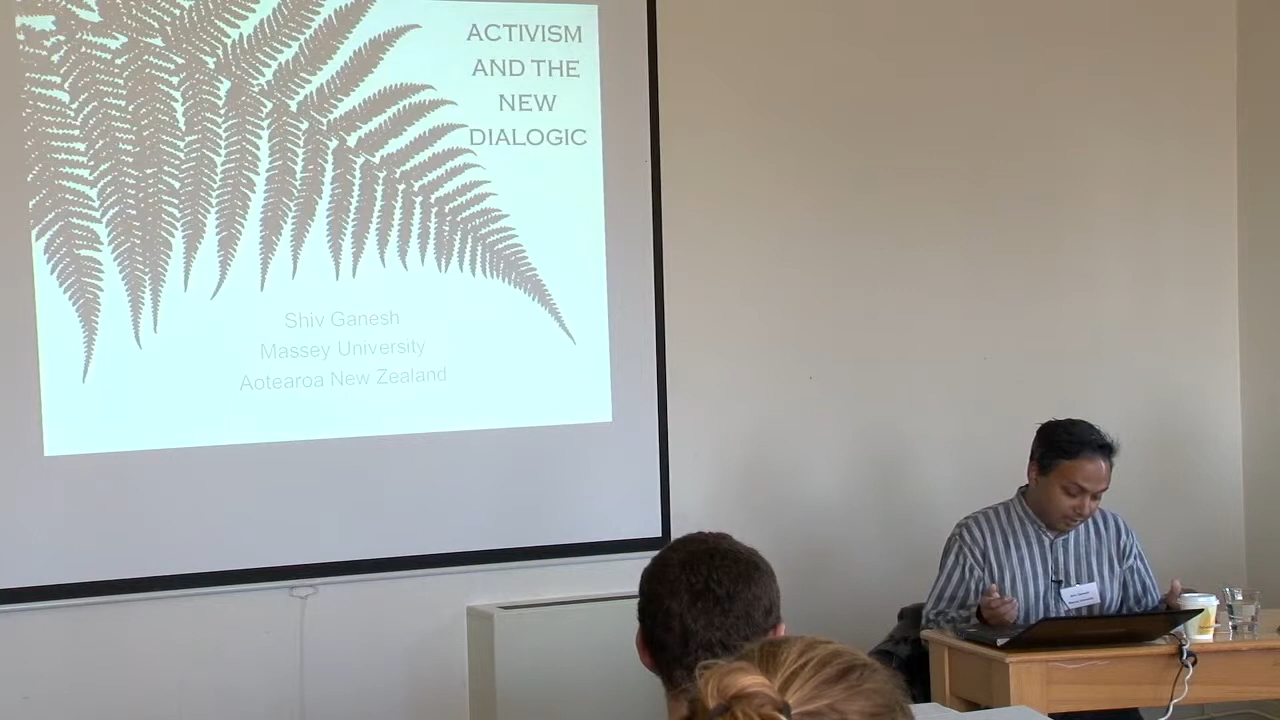 ACTIVISM
AND THE
NEW
DIALOGIC
Shiv Ganesh
Massey University
Aotearoa New Zealand